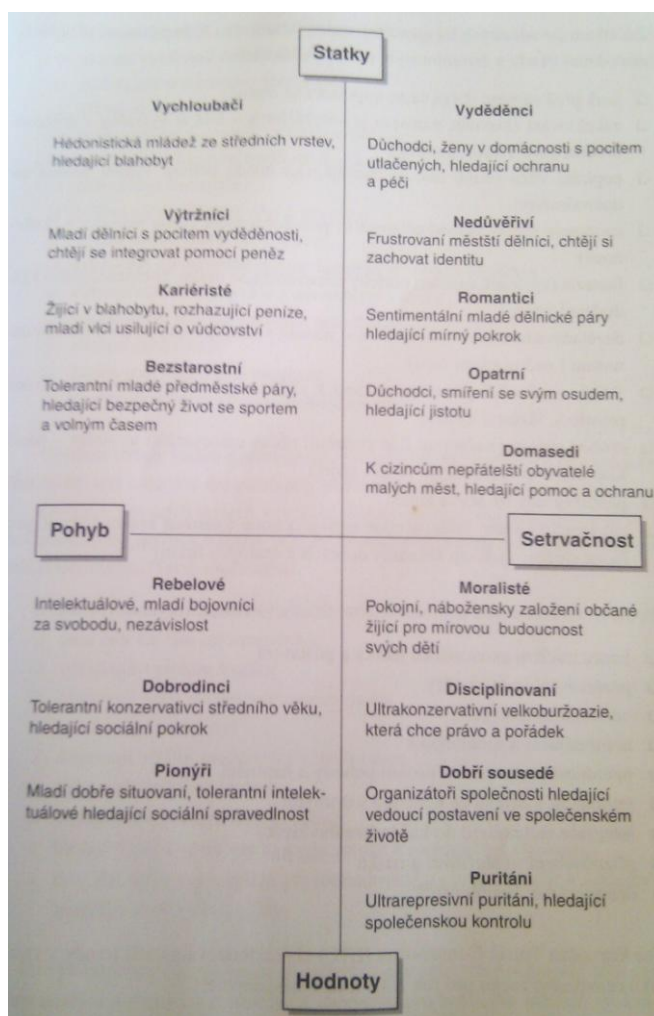 Statky
Vychloubači
Hédonistická mládež ze středních vrstev,
hledající blahobyt
Výtržníci
Mladí dělníci s pocitem vyděděnosti,
chtějí se integrovat pomocí peněz
Kariéristé
Žijící v blahobytu, rozhazující peníze,
mladí vlci usilující o vůdcovství
Bezstarostní
Tolerantní mladé předměstské páry,
hledající bezpečný život se sportem
a volným časem
Vyděděnci
Důchodci, ženy v domácnosti s pocitem
utlačených, hledající ochranu
a péči
Nedůvěřiví
Frustrovaní městští dělníci, chtějí si
zachovat identitu
Romantici
Sentimentální mladé dělnické páry
hledající mírný pokrok
Opatrní
Důchodci, smíření se svým osudem,
hledající jistotu
Domasedi
K cizincům nepřátelští obyvatelé
malých měst, hledající pomoc a ochranu
Pohyb
Setrvačnost
Rebelové
Intelektuálové, mladí bojovníci
za svobodu, nezávislost
Dobrodinci
Tolerantní konzervativci středního věku,
hledající sociální pokrok
Pionýři
Mladí dobře situovaní, tolerantní intelek-
tuálové hledající sociální spravedlnost
Moralisté
Pokojní, nábožensky založení občané
žijící pro mírovou budoucnost
svých dětí
Disciplinovaní
Ultrakonzervativní velkoburžoazie,
která chce právo a pořádek
Dobří sousedé
Organizátoři společnosti hledající
vedoucí postavení ve společenském
životě
Puritáni
Ultrarepresivní puritáni, hledající
společenskou kontrolu
Hodnoty